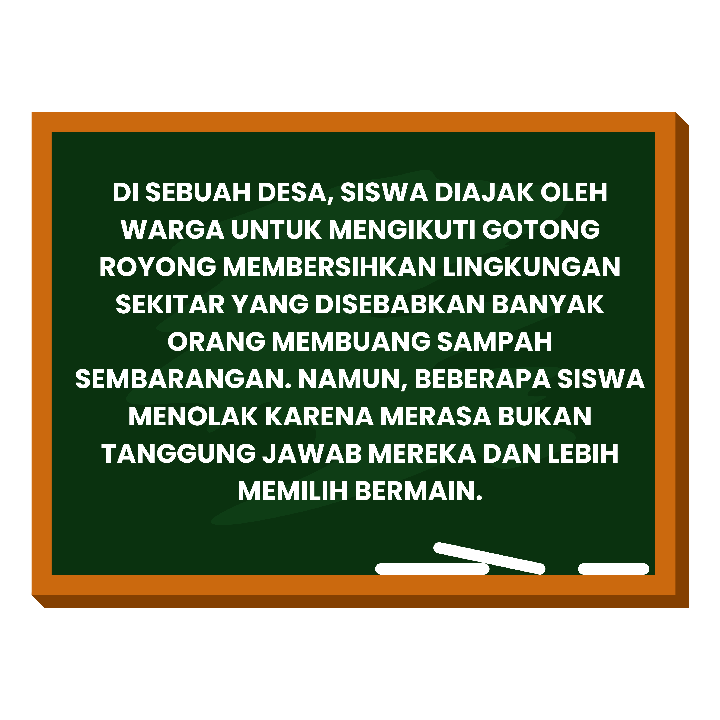 DI SEBUAH DESA, SISWA DIAJAK OLEH
WARGA UNTUK MENGIKUTI GOTONG
ROYONG MEMBERSIHKAN LINGKUNGAN
SEKITAR YANG DISEBABKAN BANYAK
ORANG MEMBUANG SAMPAH
SEMBARANGAN. NAMUN, BEBERAPA SISWA
MENOLAK KARENA MERASA BUKAN
TANGGUNG JAWAB MEREKA DAN LEBIH
MEMILIH BERMAIN.